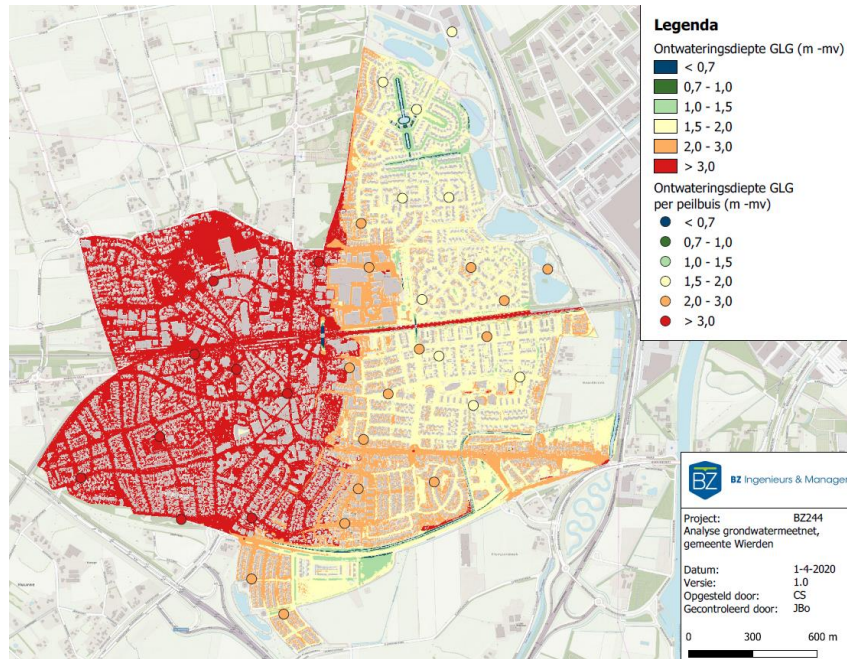 Legenda
Ontwateringsdiepte GLG (m -mv)
< 0,7
0,7 - 1,0
1,0 - 1,5
1,5 - 2,0
2,0 - 3,0
> 3,0
Ontwateringsdiepte GLG
per peilbuis (m -mv)
< 0,7
0,7 - 1,0
1,0 - 1,5
1,5 - 2,0
2,0 - 3,0
> 3,0
BZ
BZ Ingenieurs & Manager
Project: BZ244
Analyse grondwatermeetnet,
gemeente Wierden
Datum: 1-4-2020
Versie: 1.0
Opgesteld door: CS
Gecontroleerd door: JBo
0 300 600 m